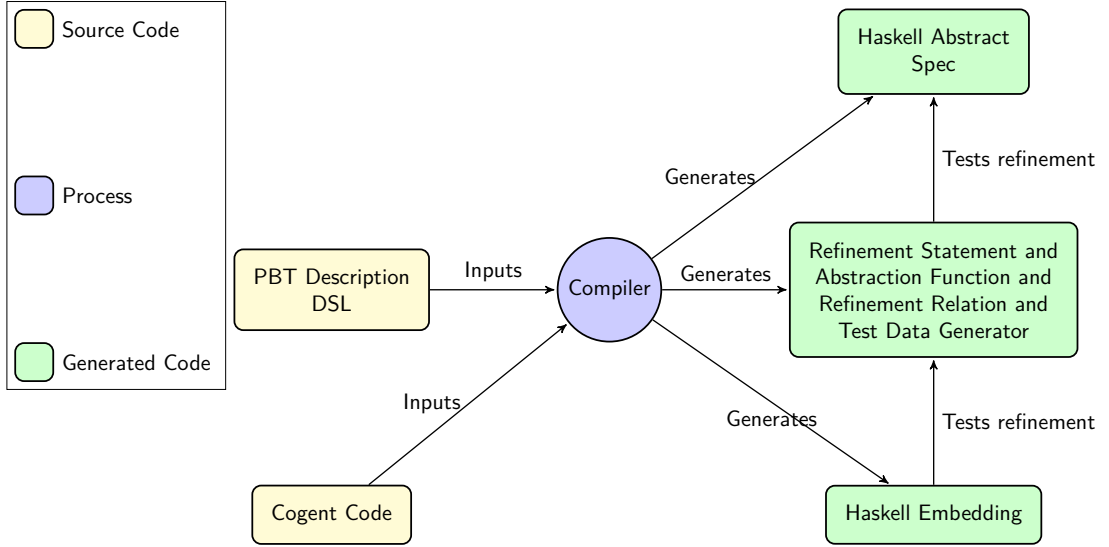 Source Code
Process
Generated Code
Haskell Abstract
Spec
Generates
Tests refinement
PBT Description
DSL
Inputs
Compiler
Generates
Refinement Statement and
Abstraction Function and
Refinement Relation and
Test Data Generator
Inputs
Generates
Tests refinement
Cogent Code
Haskell Embedding